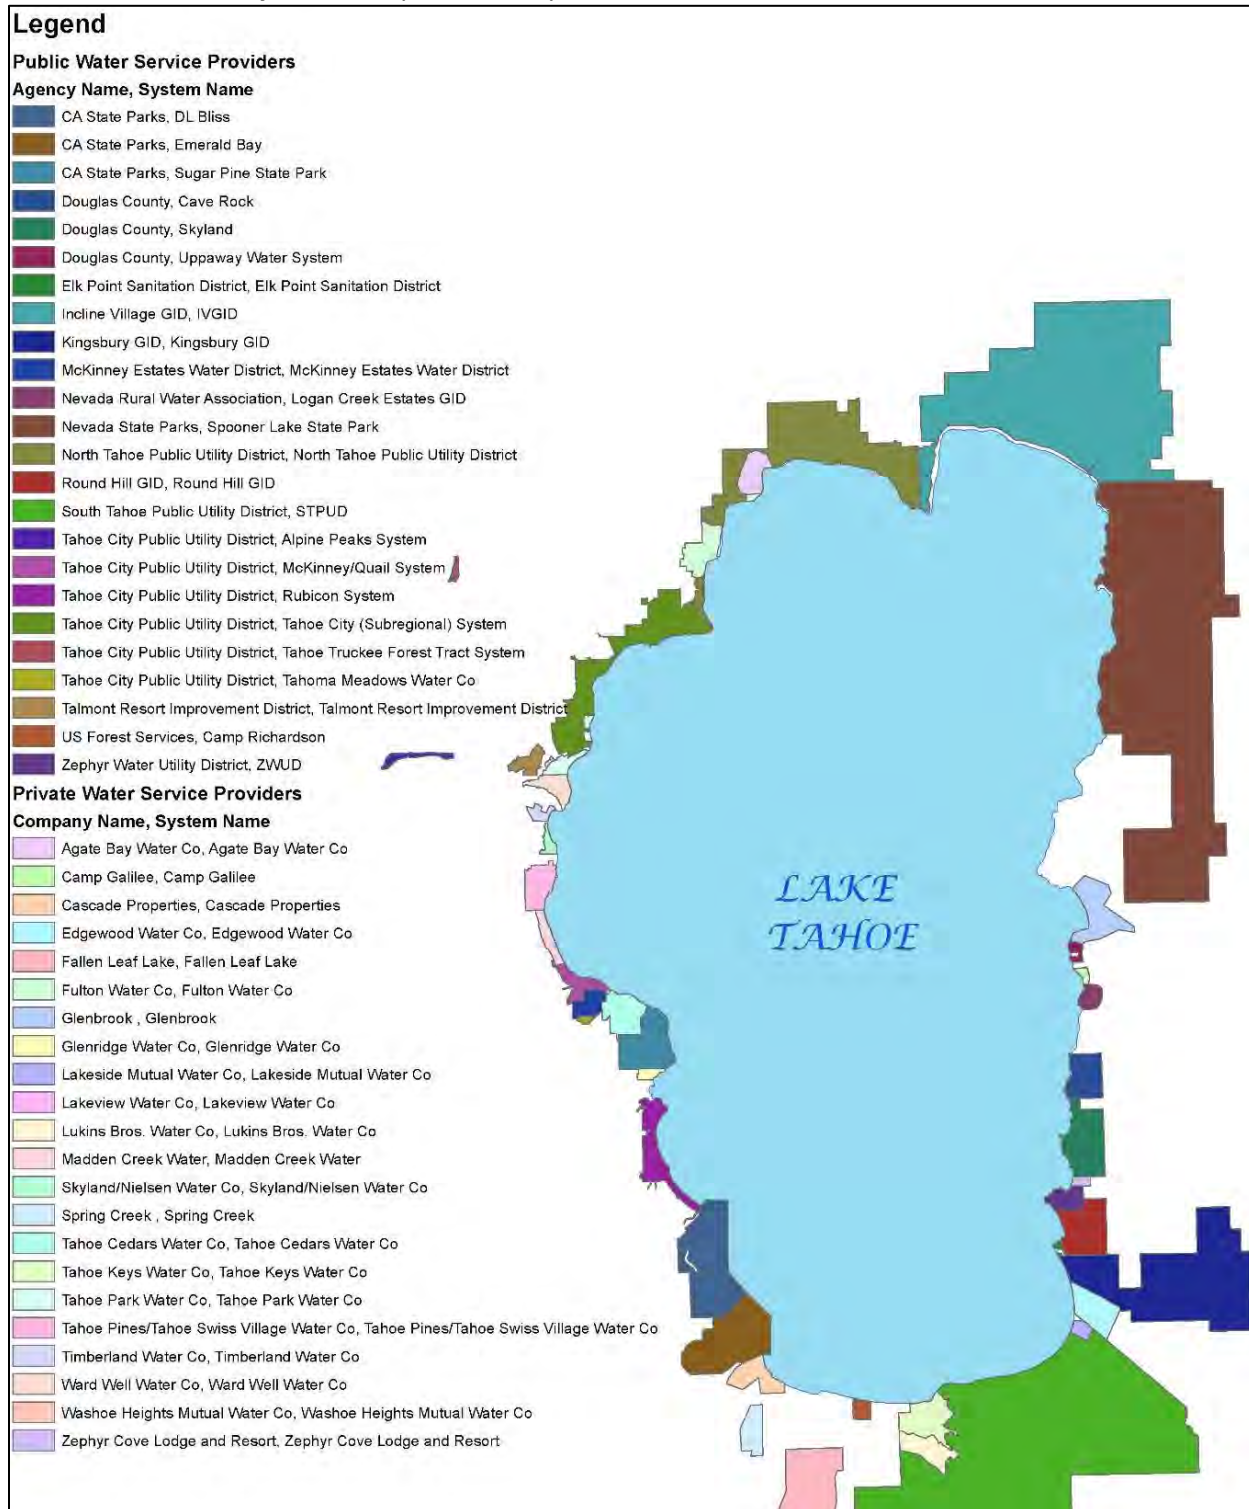 Legend
Public Water Service Providers
Agency Name, System Name
CA State Parks, DL Bliss
CA State Parks, Emerald Bay
CA State Parks, Sugar Pine State Park
Douglas County, Cave Rock
Douglas County, Skyland
Douglas County, Uppaway Water System
Elk Point Sanitation District, Elk Point Sanitation District
Incline Village GID, IVGID
Kingsbury GID, Kingsbury GID
McKinney Estates Water District, McKinney Estates Water District
Nevada Rural Water Association, Logan Creek Estates GID
Nevada State Parks, Spooner Lake State Park
North Tahoe Public Utility District, North Tahoe Public Utility District
Round Hill GID, Round Hill GID
South Tahoe Public Utility District, STPUD
Tahoe City Public Utility District, Alpine Peaks System
Tahoe City Public Utility District, McKinney/Quail System
Tahoe City Public Utility District, Rubicon System
Tahoe City Public Utility District, Tahoe City (Subregional) System
Tahoe City Public Utility District, Tahoe Truckee Forest Tract System
Tahoe City Public Utility District, Tahoma Meadows Water Co
Talmont Resort Improvement District, Talmont Resort Improvement District
US Forest Services, Camp Richardson
Zephyr Water Utility District, ZWUD
Private Water Service Providers
Company Name, System Name
Agate Bay Water Co, Agate Bay Water Co
Camp Galilee, Camp Galilee
Cascade Properties, Cascade Properties
Edgewood Water Co, Edgewood Water Co
Fallen Leaf Lake, Fallen Leaf Lake
Fulton Water Co, Fulton Water Co
Glenbrook , Glenbrook
Glenridge Water Co, Glenridge Water Co
Lakeside Mutual Water Co, Lakeside Mutual Water Co
Lakeview Water Co, Lakeview Water Co
Lukins Bros. Water Co, Lukins Bros. Water Co
Madden Creek Water, Madden Creek Water
Skyland/Nielsen Water Co, Skyland/Nielsen Water Co
Spring Creek , Spring Creek
Tahoe Cedars Water Co, Tahoe Cedars Water Co
Tahoe Keys Water Co, Tahoe Keys Water Co
Tahoe Park Water Co, Tahoe Park Water Co
Tahoe Pines/Tahoe Swiss Village Water Co, Tahoe Pines/Tahoe Swiss Village Water Co
Timberland Water Co, Timberland Water Co
Ward Well Water Co, Ward Well Water Co
Washoe Heights Mutual Water Co, Washoe Heights Mutual Water Co
Zephyr Cove Lodge and Resort, Zephyr Cove Lodge and Resort
LAKE
TAHOE